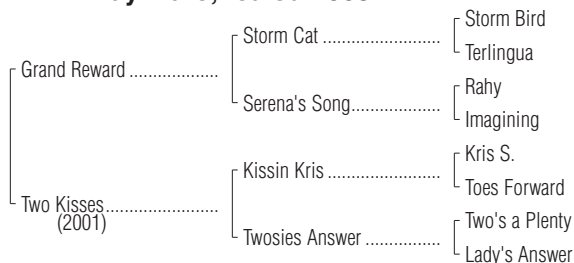 Storm Bird
Storm Cat ........................
Terlingua
Grand Reward ..................
Rahy
Serena's Song ..................
Imagining
Kris S.
Kissin Kris ........................
Toes Forward
Two Kisses .......................
(2001)
Two's a Plenty
Twosies Answer ................
Lady's Answer